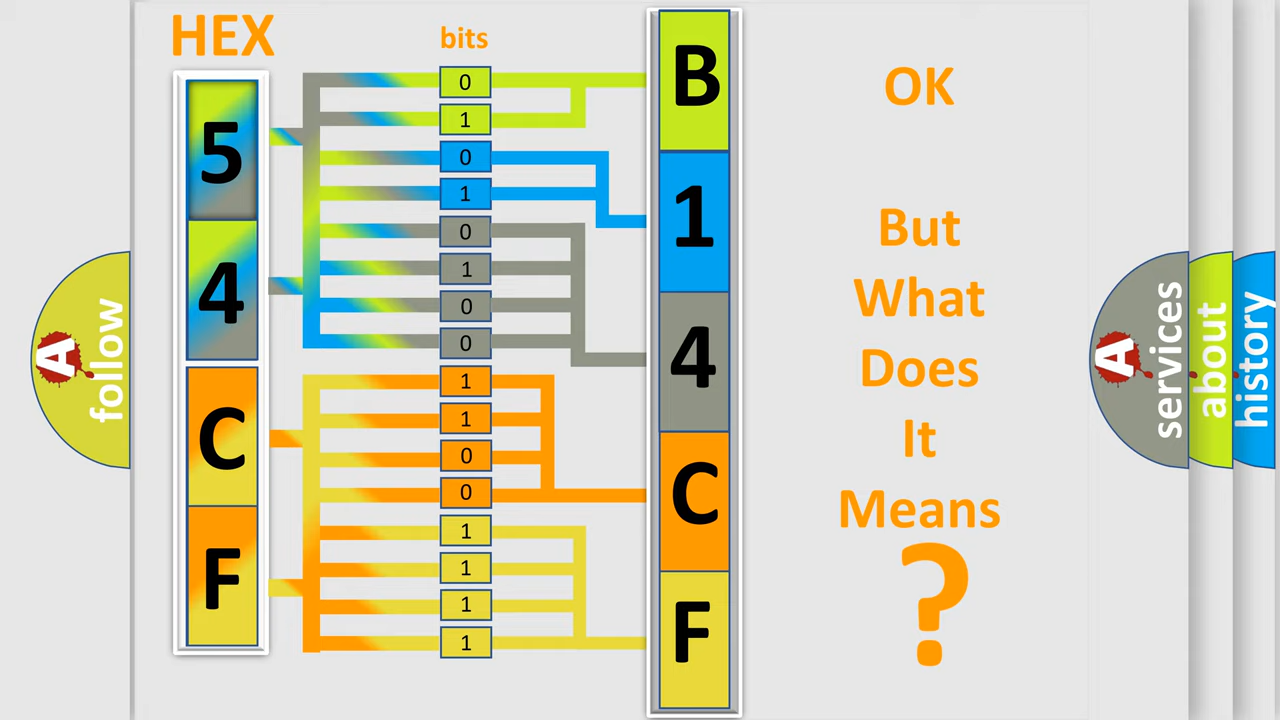 HEX
bits
5
4
C
F
0
1
0
1
0
1
0
0
1
1
0
0
1
1
1
1
B
1
4
C
F
OK
But
What
Does
It
Means
?
A
follow
A
services
about
history